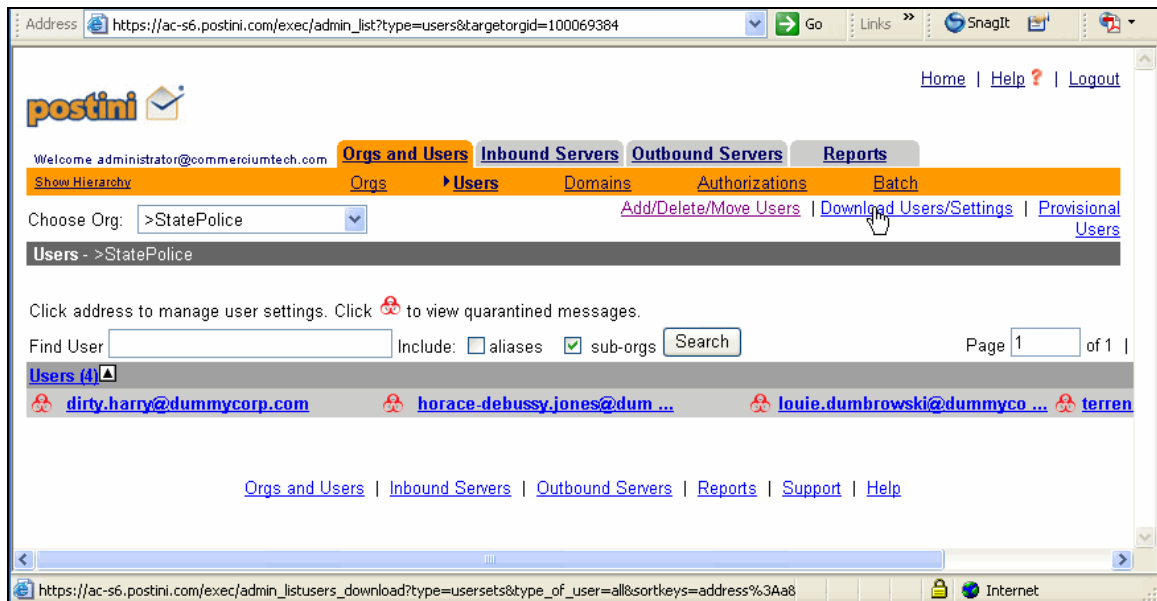 Address https://ac-s6.postini.com/exec/admin_list?type=users&targetorgid=100069384 Go Links » SnagIt
Home | Help ? | Logout
postini
Welcome administrator@commerciumtech.com Orgs and Users Inbound Servers Outbound Servers Reports
Show Hierarchy Orgs Users Domains Authorizations Batch
Choose Org: >StatePolice Add/Delete/Move Users | Download Users/Settings | Provisional
Users
Users - >StatePolice
Click address to manage user settings. Click to view quarantined messages.
Find User Include: aliases sub-orgs Search Page 1 of 1 |
Users (4)
dirty.harry@dummycorp.com horace-debussy.jones@dum ... louie.dumbrowski@dummyco ... terren
Orgs and Users | Inbound Servers | Outbound Servers | Reports | Support | Help
https://ac-s6.postini.com/exec/admin_listusers_download?type=usersets&type_of_user=all&sortkeys=address%3Aa8 Internet